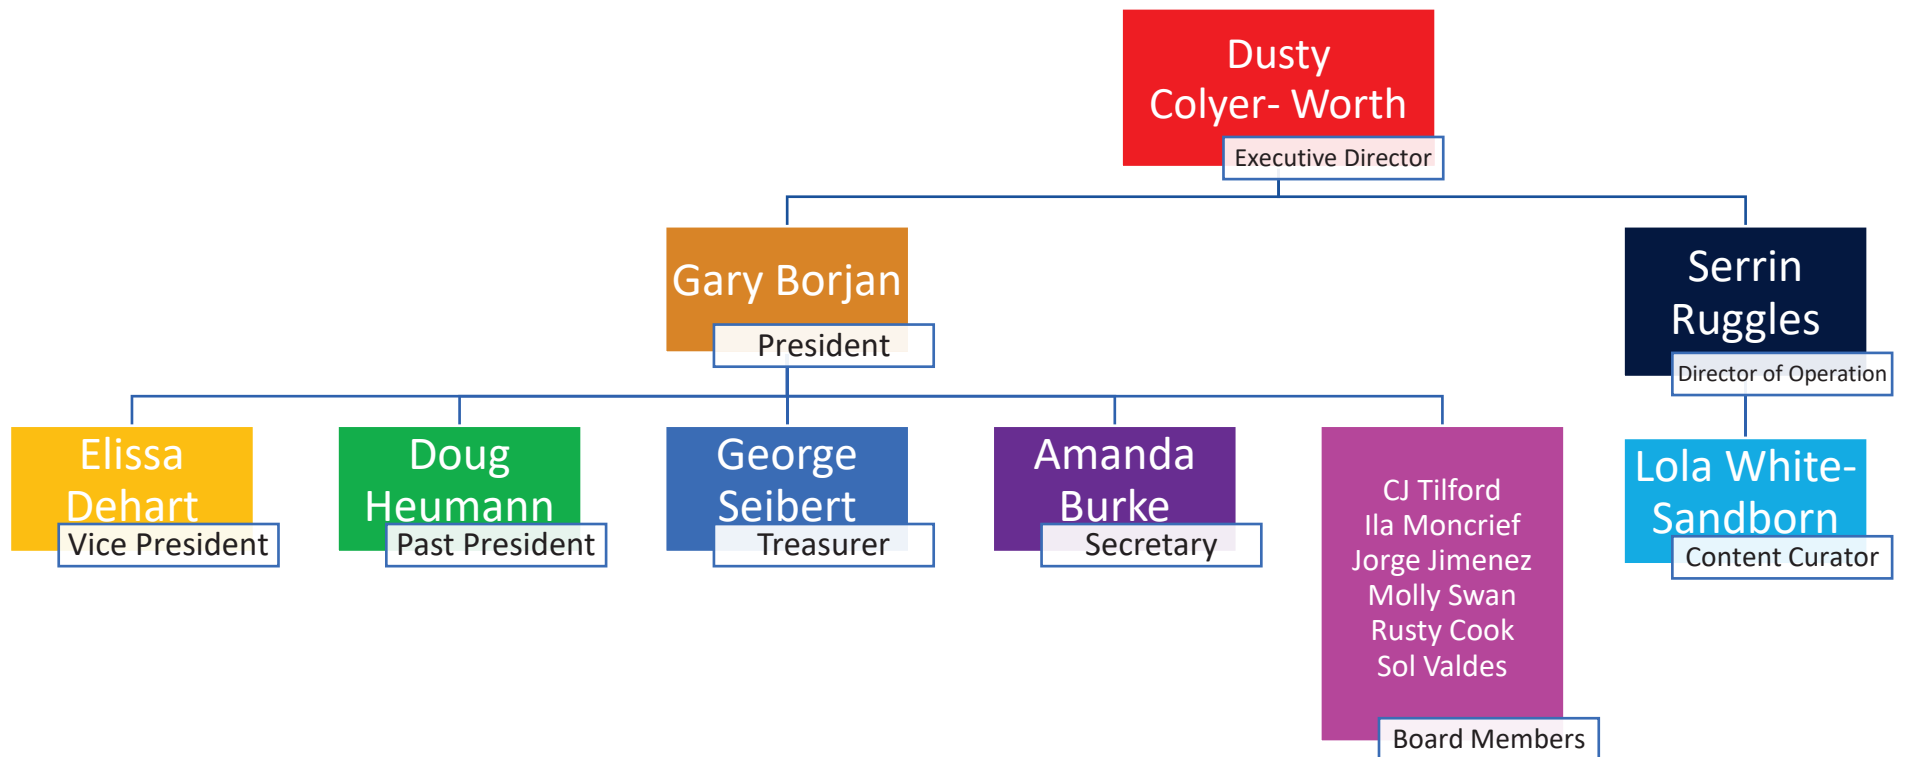 Dusty
Colyer- Worth
Executive Director
Gary Borjan
President
Serrin
Ruggles
Director of Operation
Elissa
Dehart
Vice President
Doug
Heumann
Past President
George
Seibert
Treasurer
Amanda
Burke
Secretary
CJ Tilford
Ila Moncrief
Jorge Jimenez
Molly Swan
Rusty Cook
Sol Valdes
Board Members
Lola White-
Sandborn
Content Curator